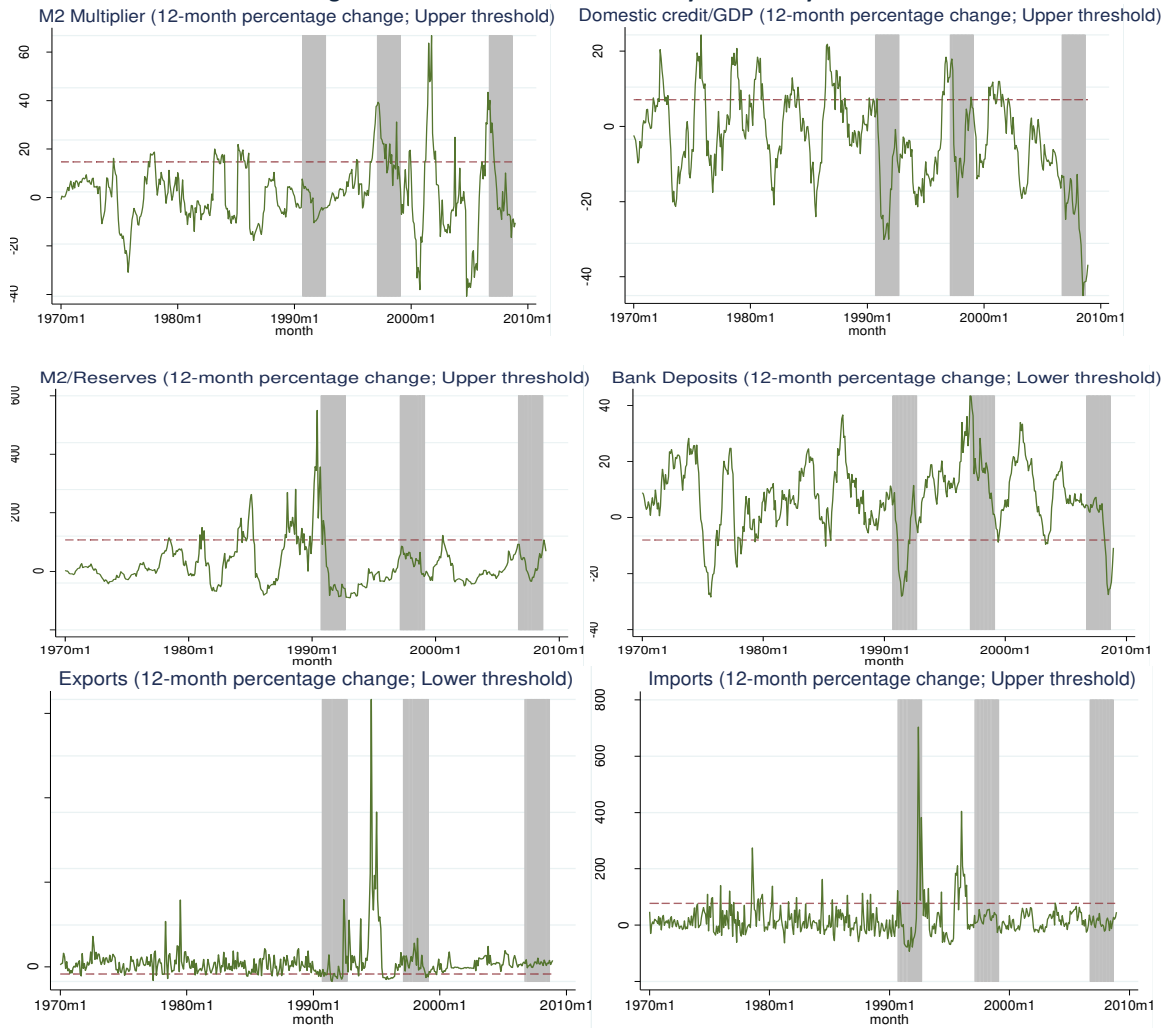 M2 Multiplier (12-month percentage change; Upper threshold)
60
40
20
0
-20
-40
1970m1 1980m1 1990m1 2000m1 2010m1
month
Domestic credit/GDP (12-month percentage change; Upper threshold)
20
0
-20
-40
1970m1 1980m1 1990m1 2000m1 2010m1
month
M2/Reserves (12-month percentage change; Upper threshold)
600
400
200
0
1970m1 1980m1 1990m1 2000m1 2010m1
month
Bank Deposits (12-month percentage change; Lower threshold)
40
20
0
-20
-40
1970m1 1980m1 1990m1 2000m1 2010m1
month
Exports (12-month percentage change; Lower threshold)
0
1970m1 1980m1 1990m1 2000m1 2010m1
month
Imports (12-month percentage change; Upper threshold)
800
600
400
200
0
1970m1 1980m1 1990m1 2000m1 2010m1
month